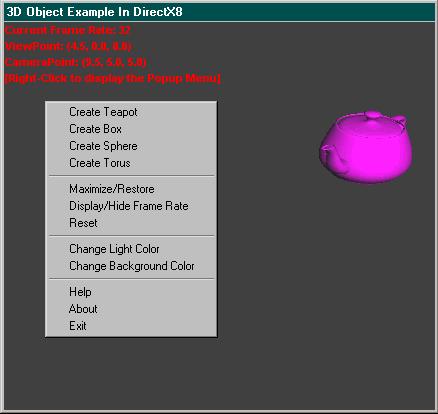 3D Object Example In DirectX8
Current Frame Rate: 32
ViewPoint: (4.5, 0.0, 0.0)
CameraPoint: (9.5, 5.0, 5.0)
[Right-Click to display the Popup Menu]
Create Teapot
Create Box
Create Sphere
Create Torus
Maximize/Restore
Display/Hide Frame Rate
Reset
Change Light Color
Change Background Color
Help
About
Exit